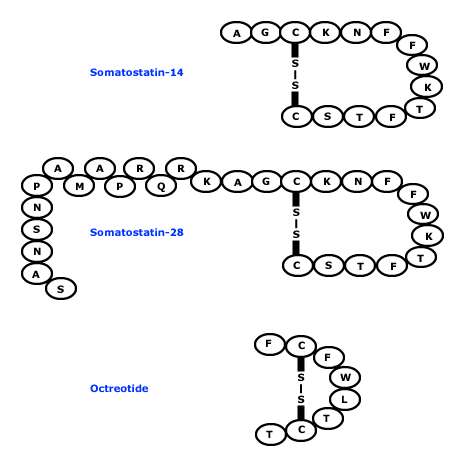 A G C K N F F W K T F T S C
S
I
S
Somatostatin-14
S N A N S N P A M A P R Q R K A G C K N F F W K T F T S C
S
I
S
Somatostatin-28
F C F W L T C T
S
I
S
Octreotide